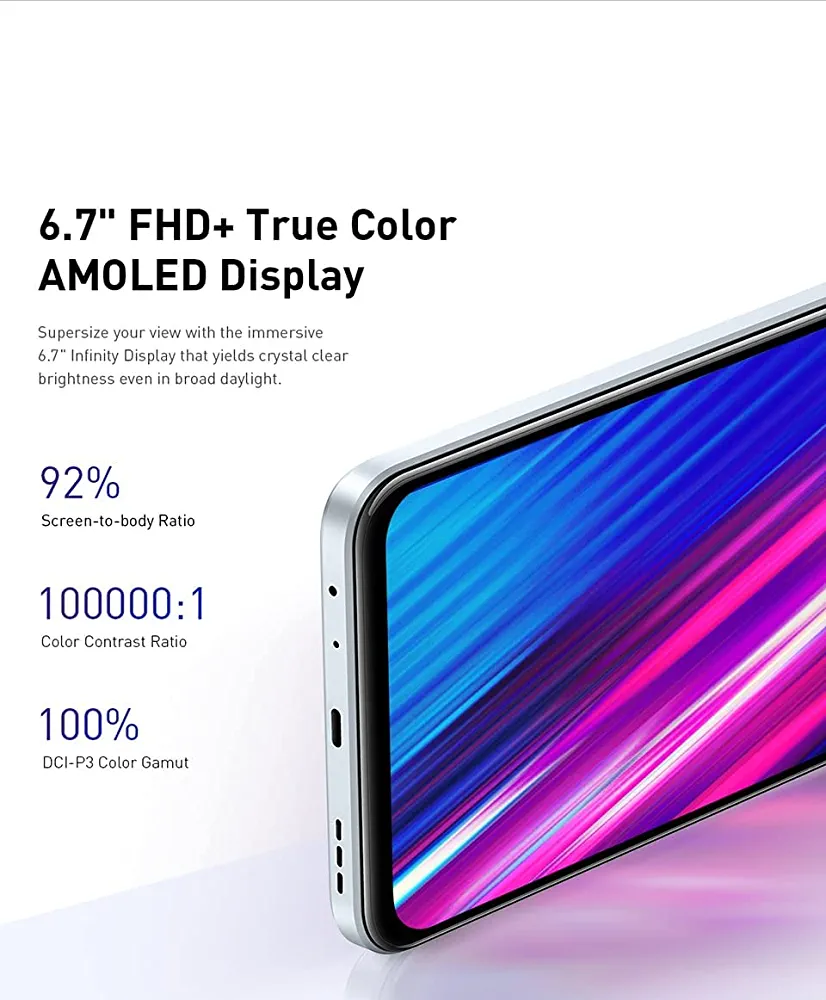 6.7" FHD+ True Color
AMOLED Display
Supersize your view with the immersive
6.7" Infinity Display that yields crystal clear
brightness even in broad daylight.
92%
Screen-to-body Ratio
100000:1
Color Contrast Ratio
100%
DCI-P3 Color Gamut